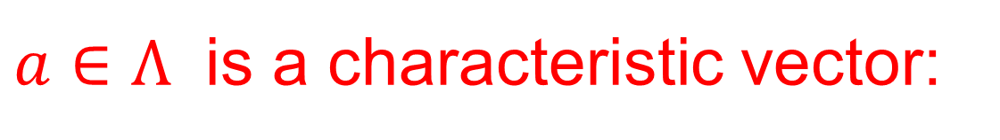 𝑎 ∈ Λ is a characteristic vector: